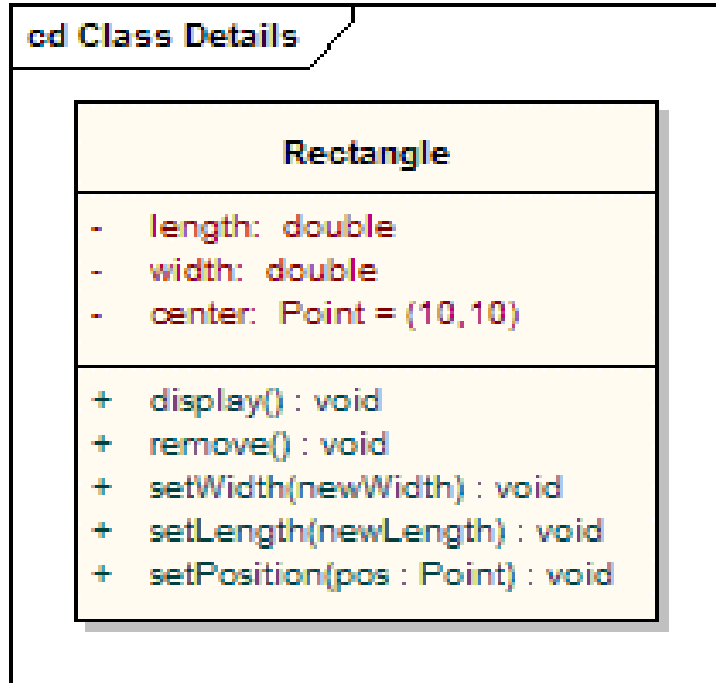 cd Class Details
Rectangle
- length: double
- width: double
- center: Point = (10,10)
+ display() : void
+ remove() : void
+ setWidth(newWidth) : void
+ setLength(newLength) : void
+ setPosition(pos : Point) : void